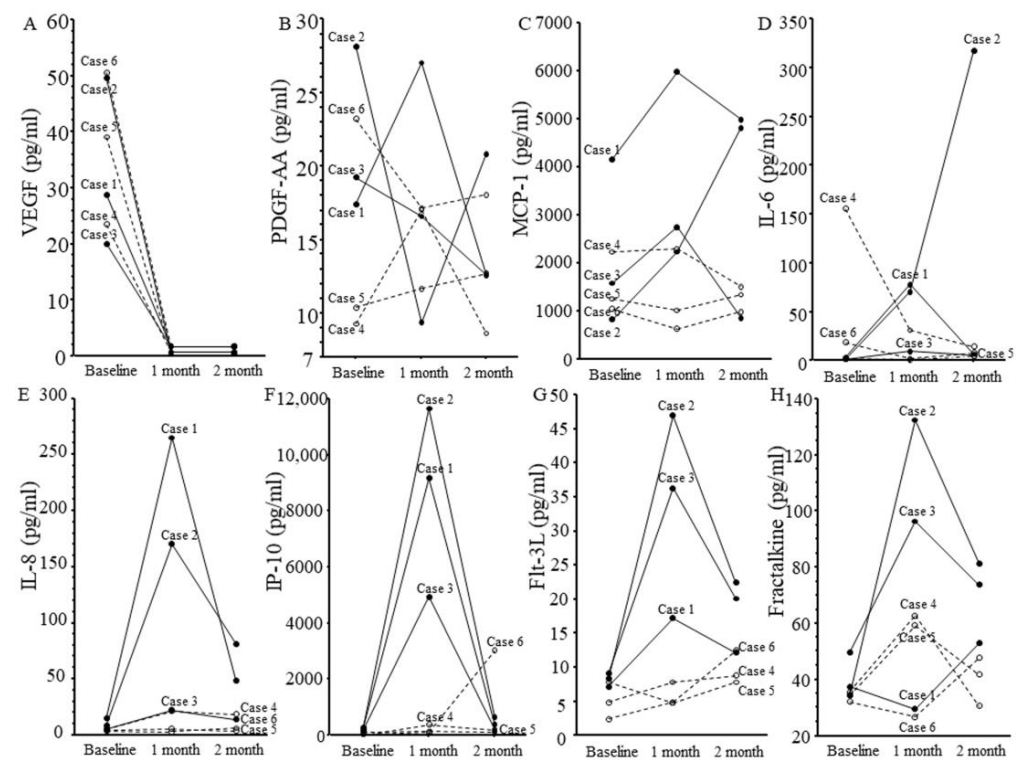 A
VEGF (pg/ml)
60
50
40
30
20
10
0
Case 6
Case 2
Case 5
Case 1
Case 4
Case 3
Baseline 1 month 2 month
B
PDGF-AA (pg/ml)
30
25
20
15
10
7
Case 2
Case 6
Case 3
Case 1
Case 5
Case 4
Baseline 1 month 2 month
C
MCP-1 (pg/ml)
7000
6000
5000
4000
3000
2000
1000
0
Case 1
Case 4
Case 3
Case 5
Case 6
Case 2
Baseline 1 month 2 month
D
IL-6 (pg/ml)
350
300
250
200
150
100
50
0
Case 2
Case 4
Case 1
Case 6
Case 3
Case 5
Baseline 1 month 2 month
E
IL-8 (pg/ml)
300
250
200
150
100
50
0
Case 1
Case 2
Case 3
Case 4
Case 6
Case 5
Baseline 1 month 2 month
F
IP-10 (pg/ml)
12,000
10,000
8000
6000
4000
2000
0
Case 2
Case 1
Case 3
Case 6
Case 4
Case 5
Baseline 1 month 2 month
G
Flt-3L (pg/ml)
50
45
40
35
30
25
20
15
10
5
0
Case 2
Case 3
Case 1
Case 6
Case 4
Case 5
Baseline 1 month 2 month
H
Fractalkine (pg/ml)
140
120
100
80
60
40
20
Case 2
Case 3
Case 4
Case 5
Case 1
Case 6
Baseline 1 month 2 month